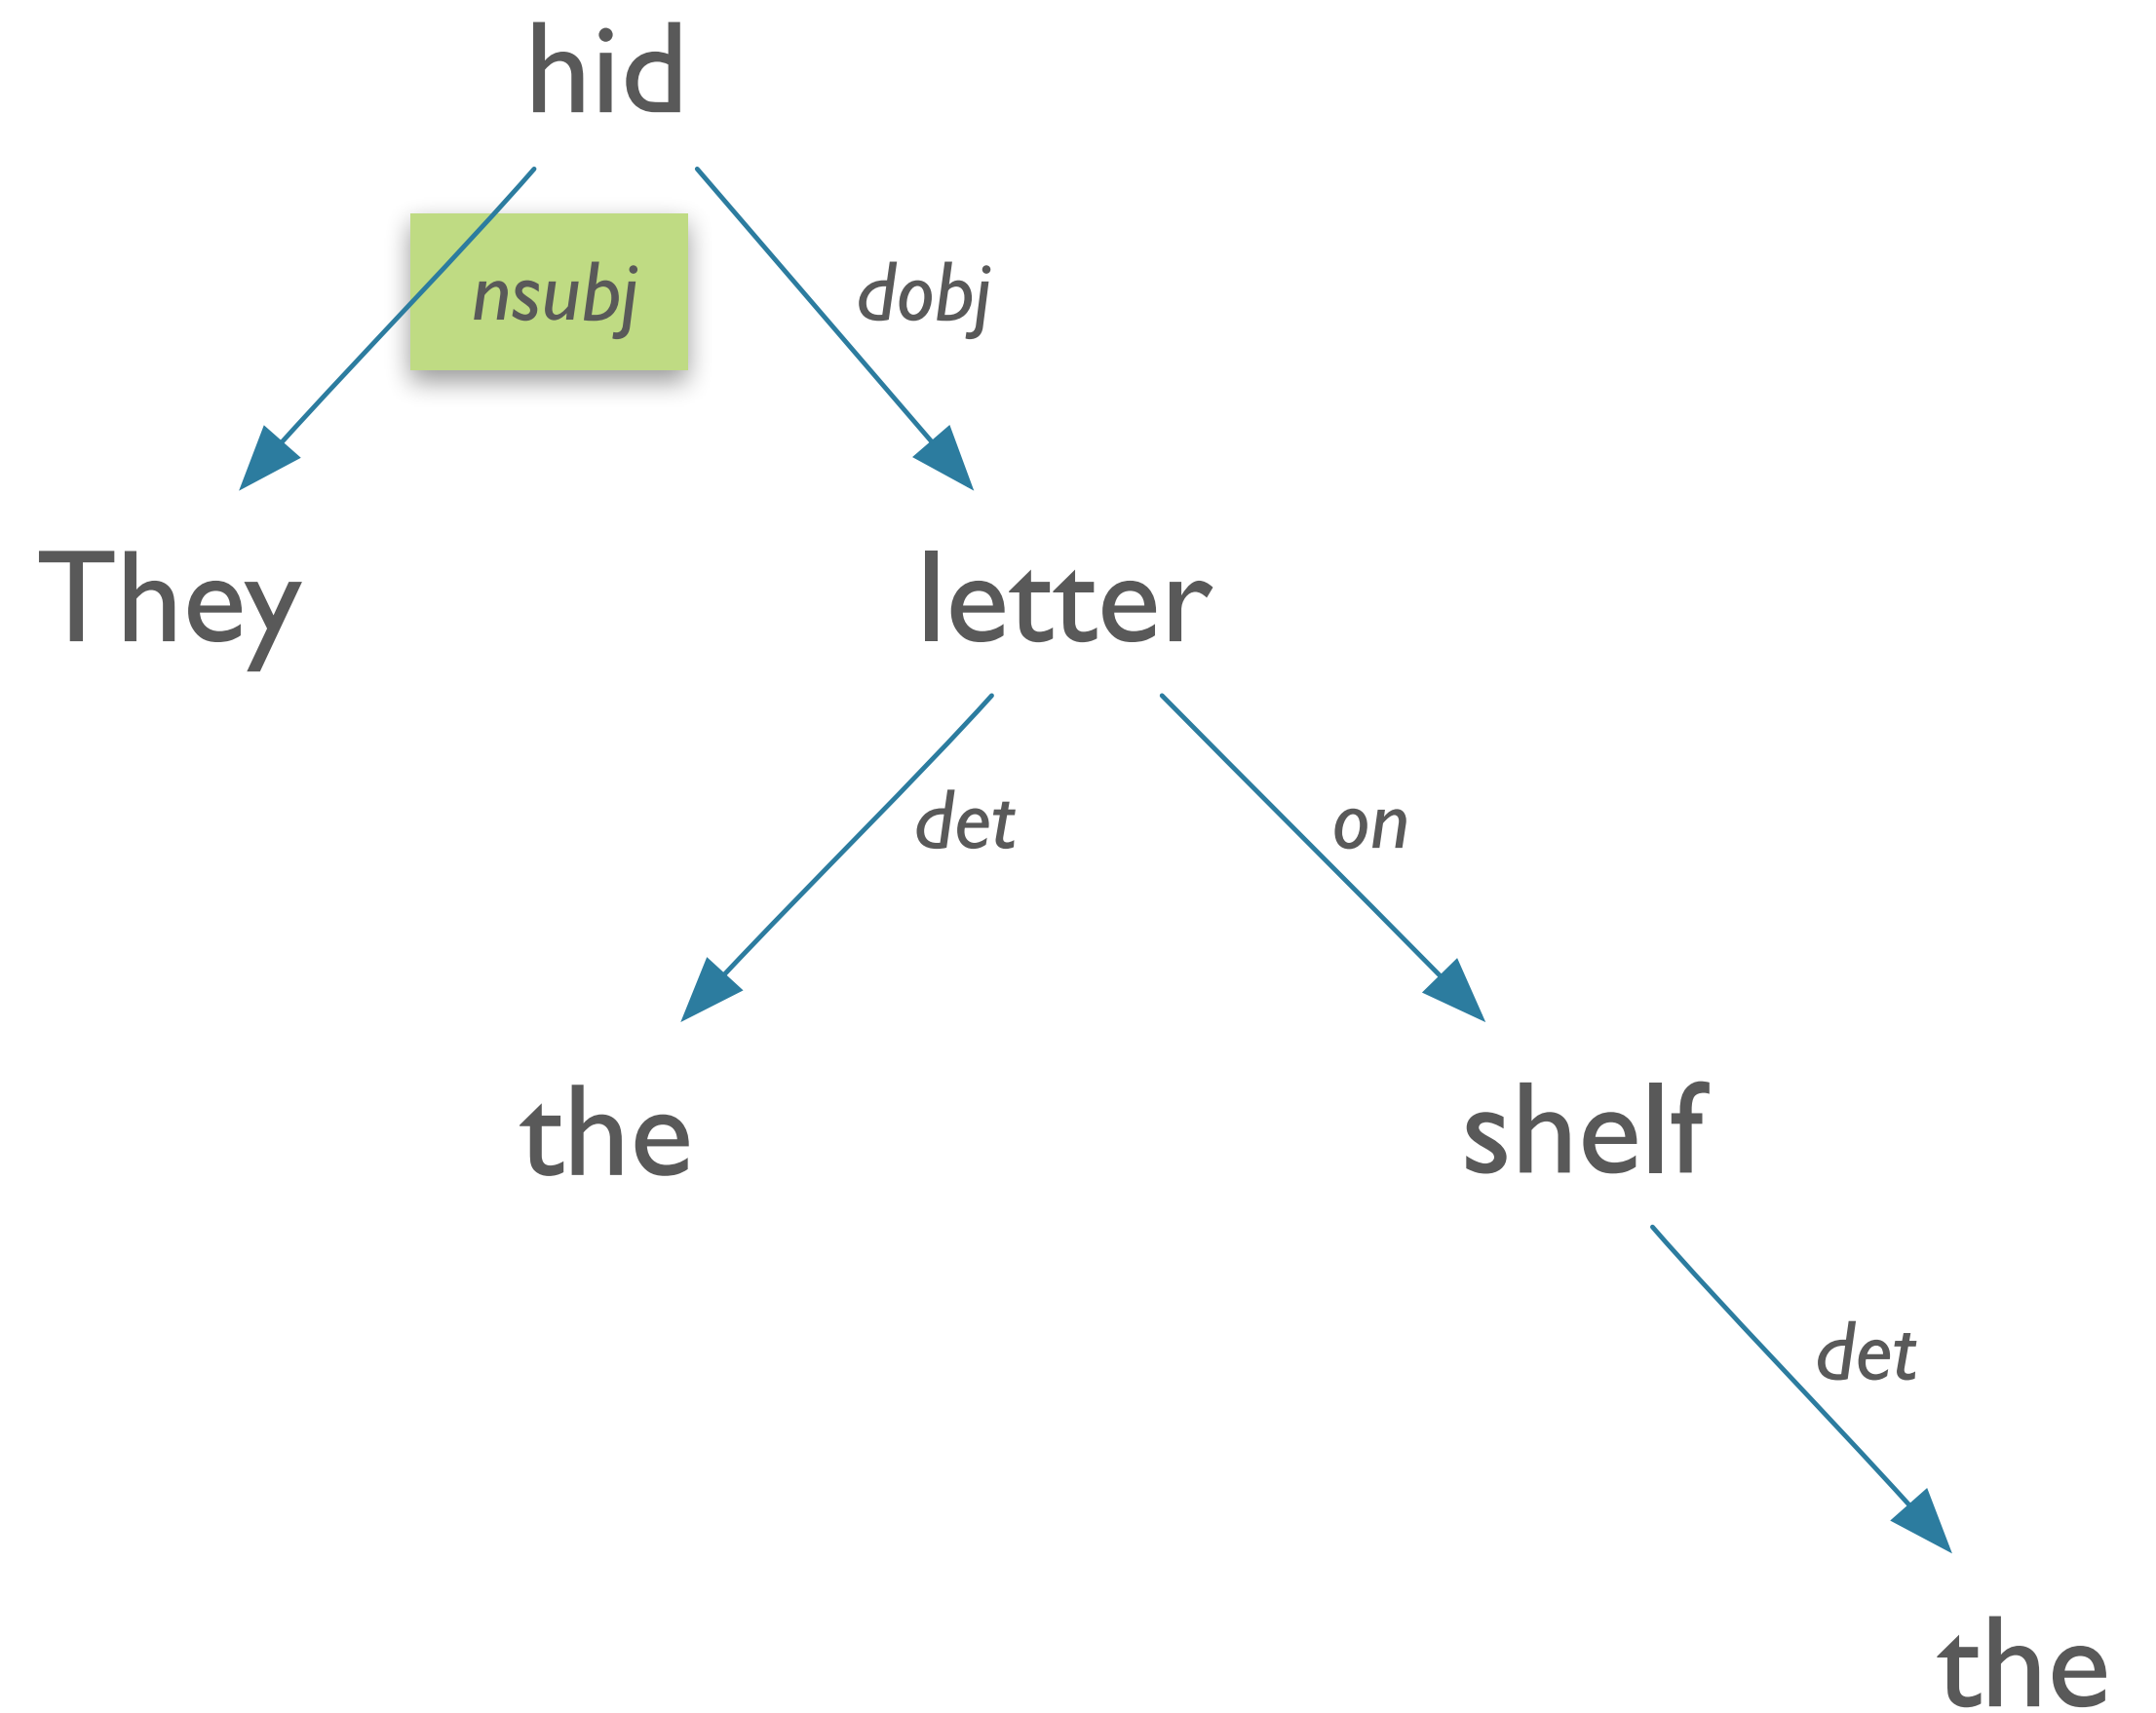 hid
nsubj
dobj
They
letter
det
on
the
shelf
det
the